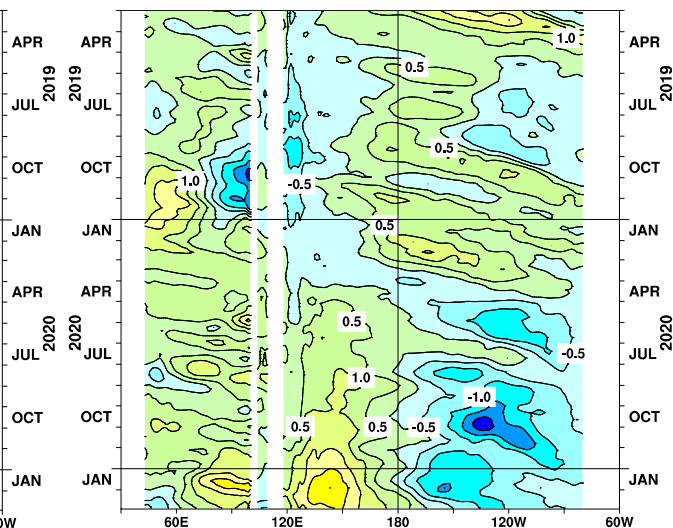 APR APR 1.0 APR
2019 2019 0.5 2019
JUL JUL JUL
0.5
OCT OCT OCT
1.0 -0.5
JAN JAN 0.5 JAN
APR APR APR
2020 2020 0.5 2020
JUL JUL -0.5 JUL
1.0
-1.0
OCT OCT 0.5 0.5 -0.5 OCT
JAN JAN JAN
0W 60E 120E 180 120W 60W